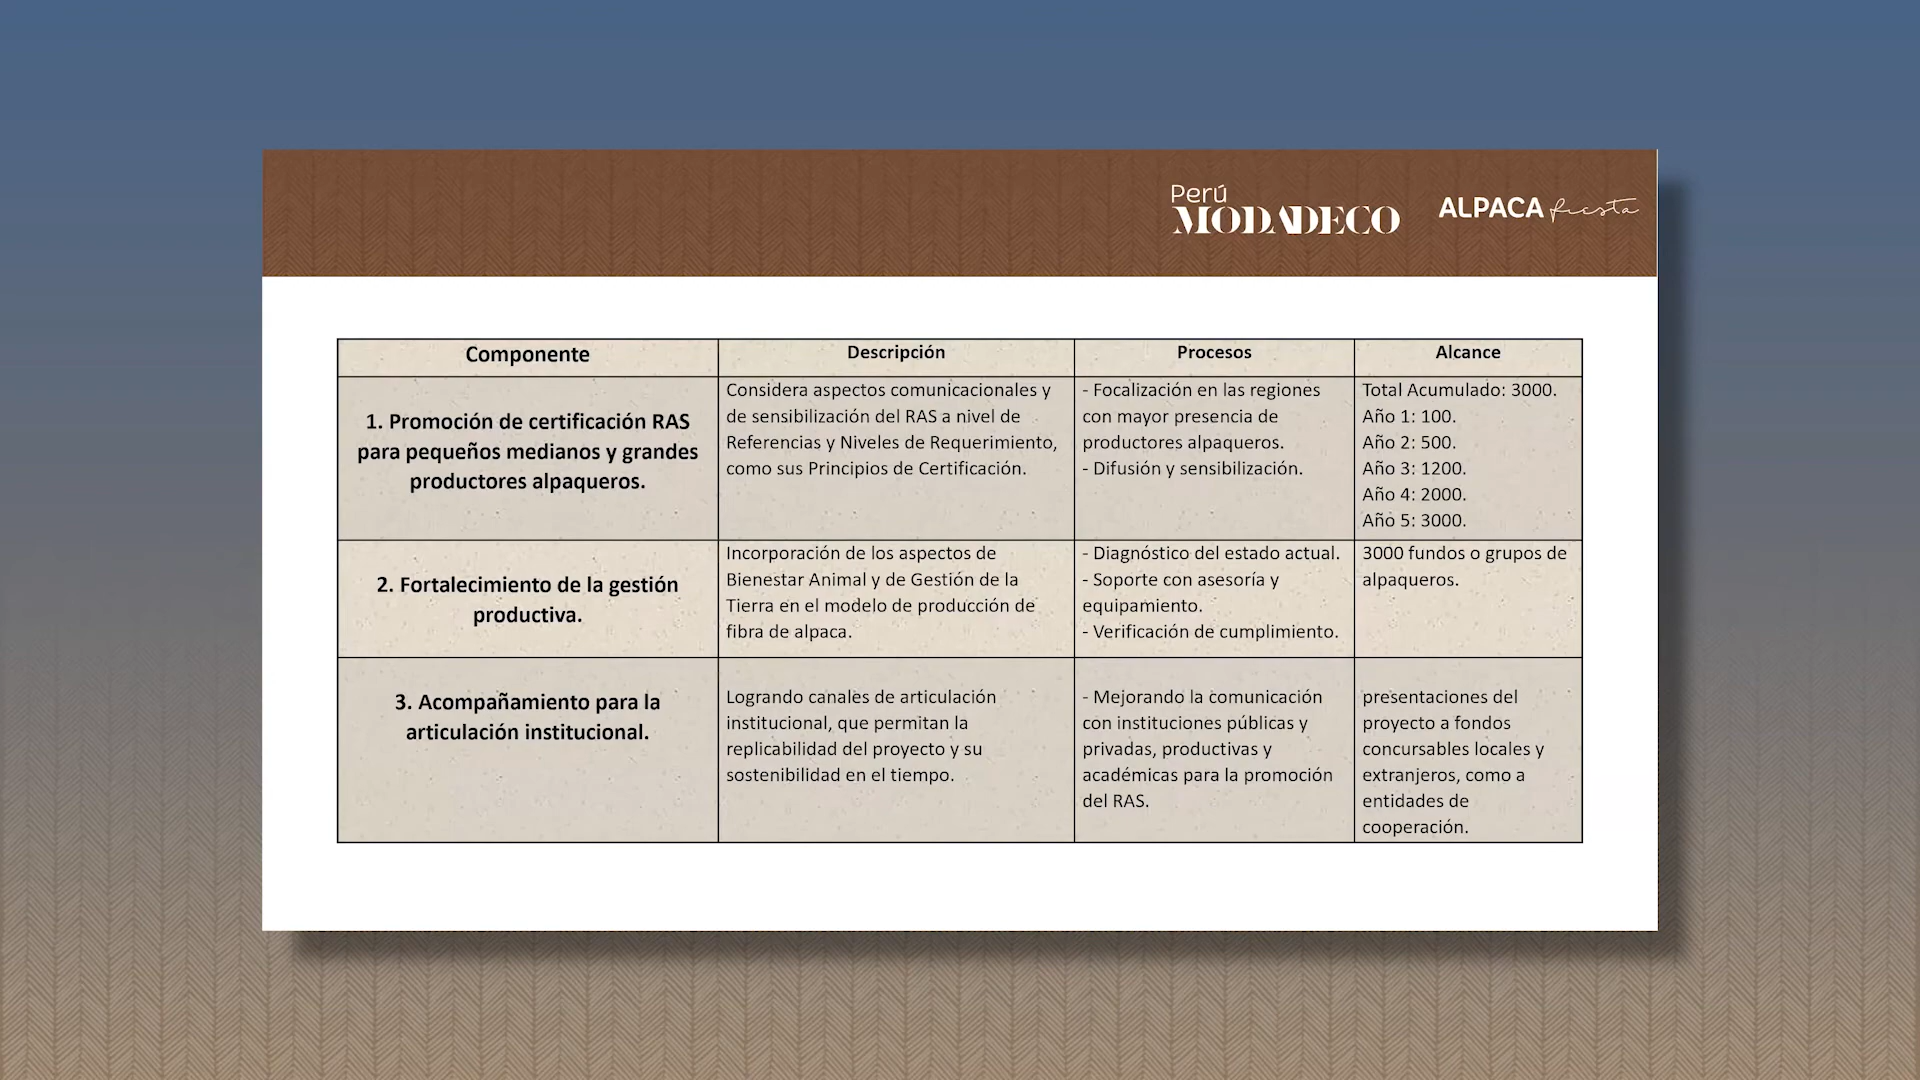 Perú
MODADECO
ALPACA fiesta
Componente
Descripción
Procesos
Alcance
1. Promoción de certificación RAS
para pequeños medianos y grandes
productores alpaqueros.
Considera aspectos comunicacionales y
de sensibilización del RAS a nivel de
Referencias y Niveles de Requerimiento,
como sus Principios de Certificación.
- Focalización en las regiones
con mayor presencia de
productores alpaqueros.
- Difusión y sensibilización.
Total Acumulado: 3000.
Año 1: 100.
Año 2: 500.
Año 3: 1200.
Año 4: 2000.
Año 5: 3000.
2. Fortalecimiento de la gestión
productiva.
Incorporación de los aspectos de
Bienestar Animal y de Gestión de la
Tierra en el modelo de producción de
fibra de alpaca.
- Diagnóstico del estado actual.
- Soporte con asesoría y
equipamiento.
- Verificación de cumplimiento.
3000 fundos o grupos de
alpaqueros.
3. Acompañamiento para la
articulación institucional.
Logrando canales de articulación
institucional, que permitan la
replicabilidad del proyecto y su
sostenibilidad en el tiempo.
- Mejorando la comunicación
con instituciones públicas y
privadas, productivas y
académicas para la promoción
del RAS.
presentaciones del
proyecto a fondos
concursables locales y
extranjeros, como a
entidades de
cooperación.